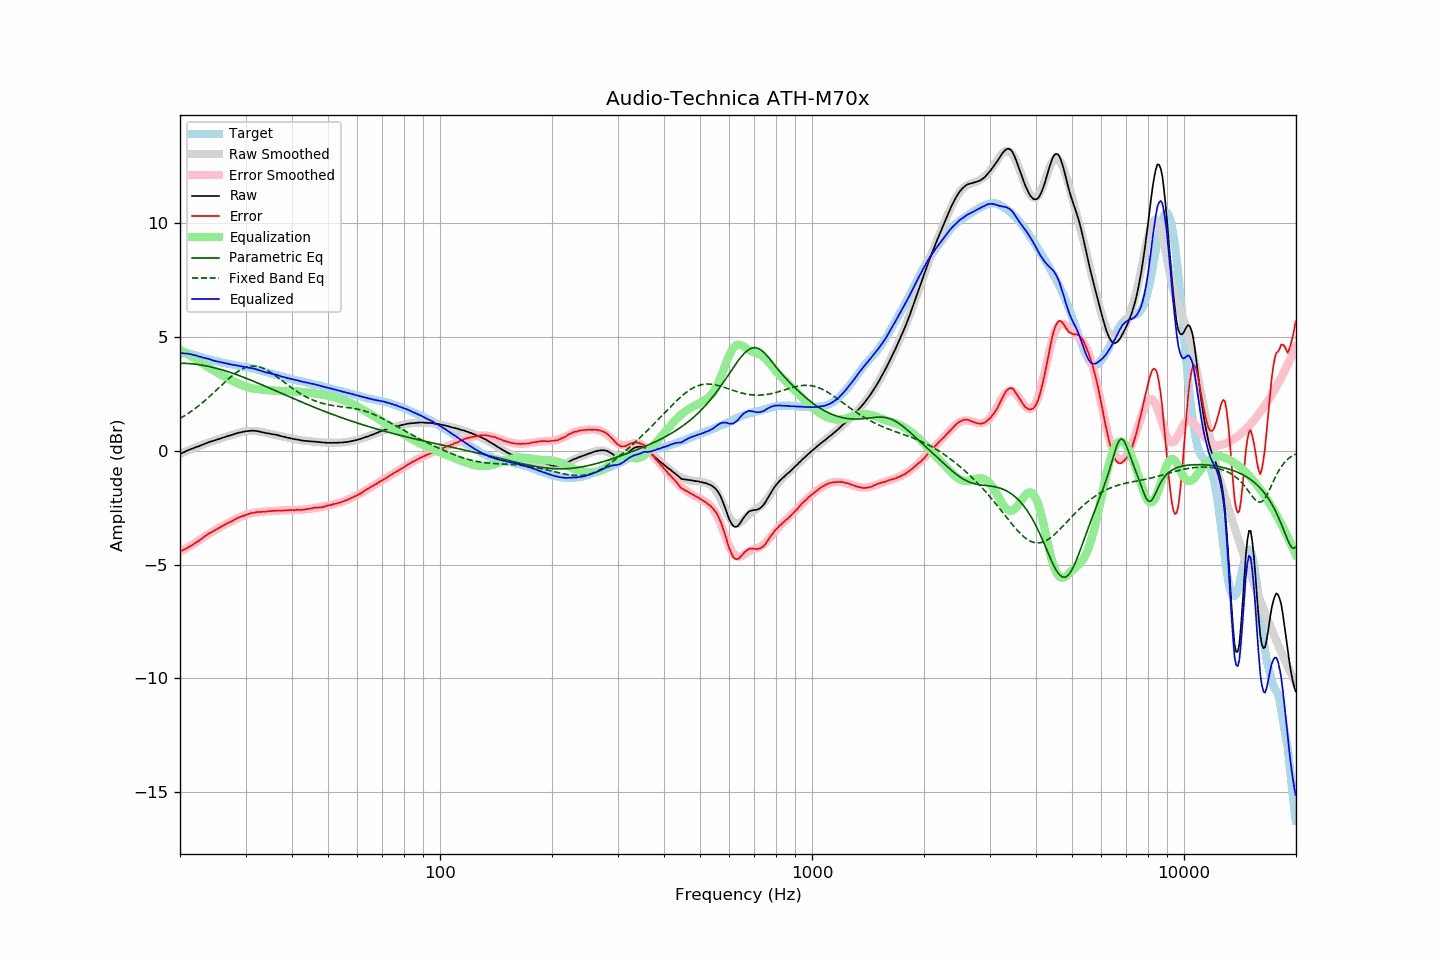 Audio-Technica ATH-M70x
Target
Raw Smoothed
Error Smoothed
Raw
Error
Equalization
Parametric Eq
Fixed Band Eq
Equalized
10
5
0
−5
−10
−15
Amplitude (dBr)
100
1000
10000
Frequency (Hz)